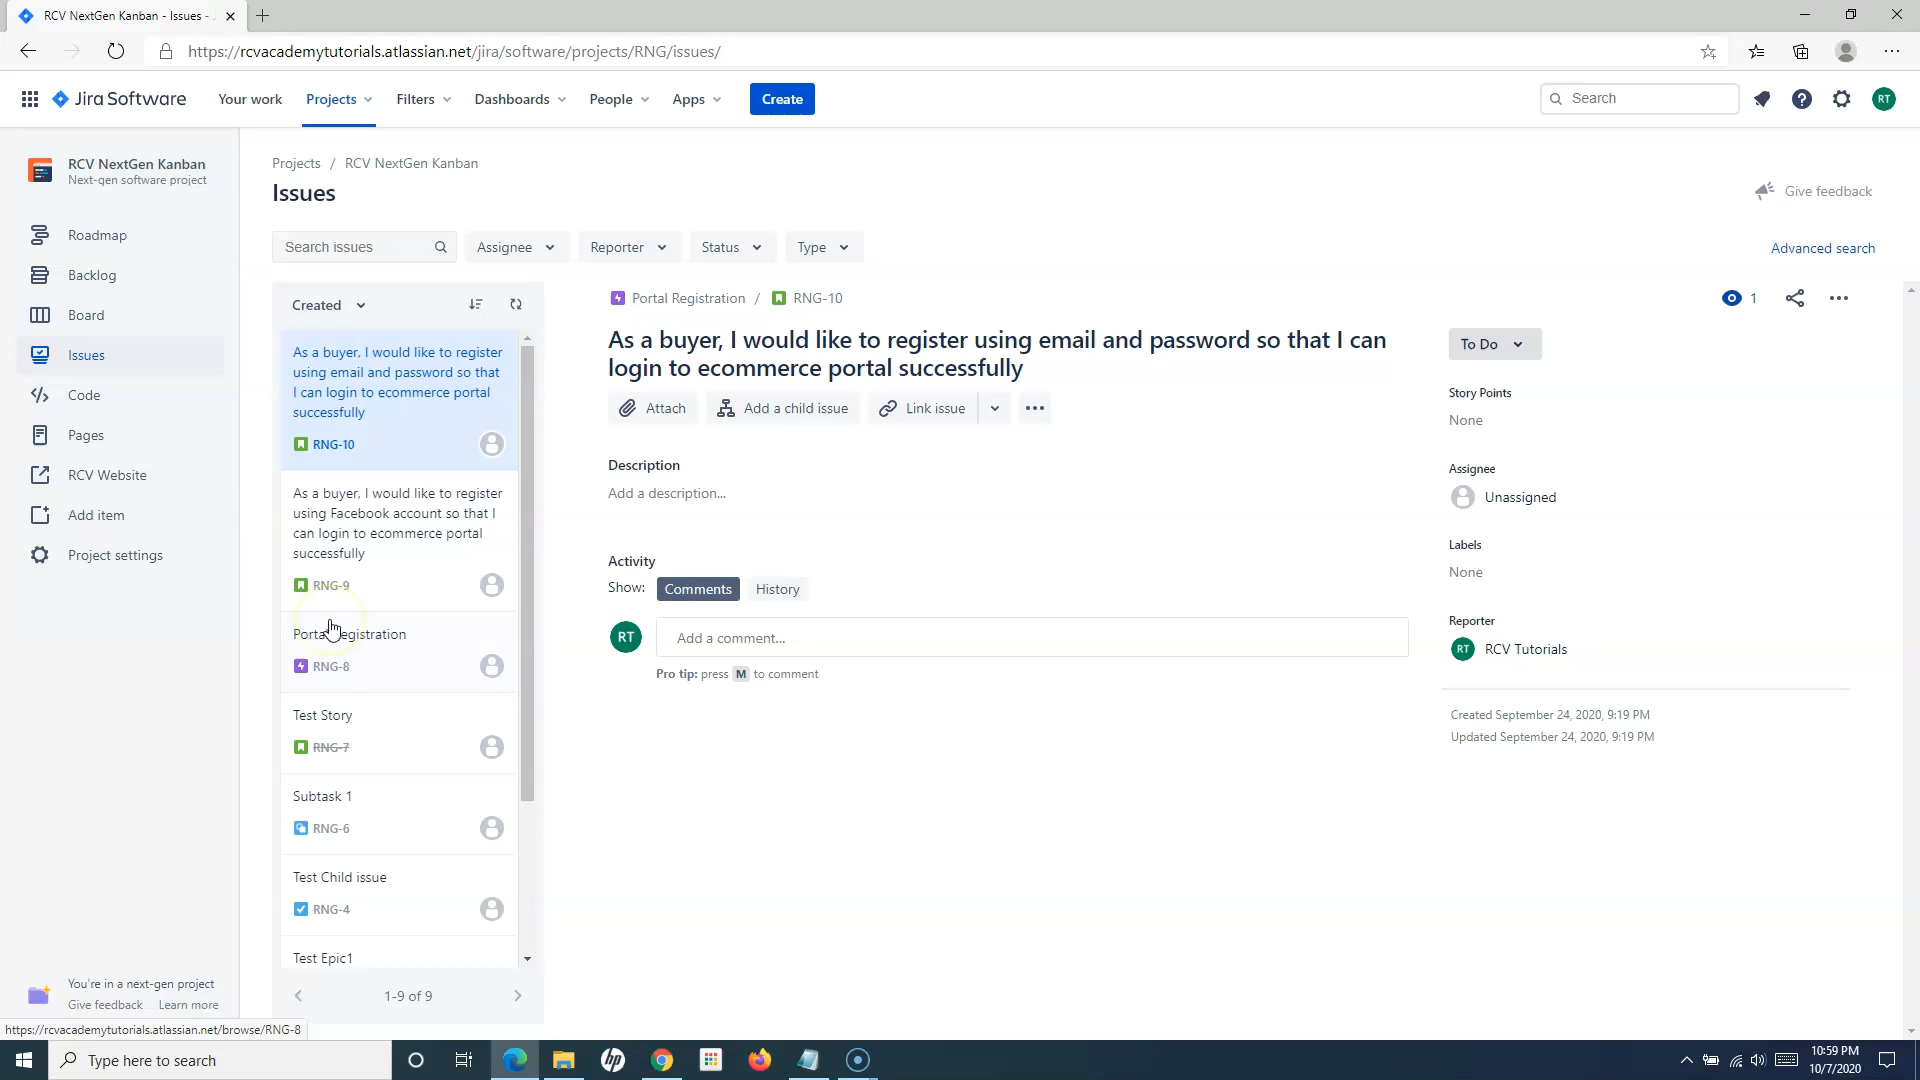 RCV NextGen Kanban - Issues -
https://rcvacademytutorials.atlassian.net/jira/software/projects/RNG/issues/
Jira Software
Your work
Projects
Filters
Dashboards
People
Apps
Create
Search
RT
RCV NextGen Kanban
Next-gen software project
Roadmap
Backlog
Board
Issues
Code
Pages
RCV Website
Add item
Project settings
You're in a next-gen project
Give feedback
Learn more
https://rcvacademytutorials.atlassian.net/browse/RNG-8
Projects / RCV NextGen Kanban
Issues
Give feedback
Search issues
Assignee
Reporter
Status
Type
Advanced search
Created
As a buyer, I would like to register
using email and password so that
I can login to ecommerce portal
successfully
RNG-10
As a buyer, I would like to register
using Facebook account so that I
can login to ecommerce portal
successfully
RNG-9
Portal Registration
RNG-8
Test Story
RNG-7
Subtask 1
RNG-6
Test Child issue
RNG-4
Test Epic1
1-9 of 9
Portal Registration / RNG-10
1
As a buyer, I would like to register using email and password so that I can
login to ecommerce portal successfully
Attach
Add a child issue
Link issue
Description
Add a description...
Activity
Show:
Comments
History
RT
Add a comment...
Pro tip: press M to comment
To Do
Story Points
None
Assignee
Unassigned
Labels
None
Reporter
RT
RCV Tutorials
Created September 24, 2020, 9:19 PM
Updated September 24, 2020, 9:19 PM
Type here to search
hp
10:59 PM
10/7/2020